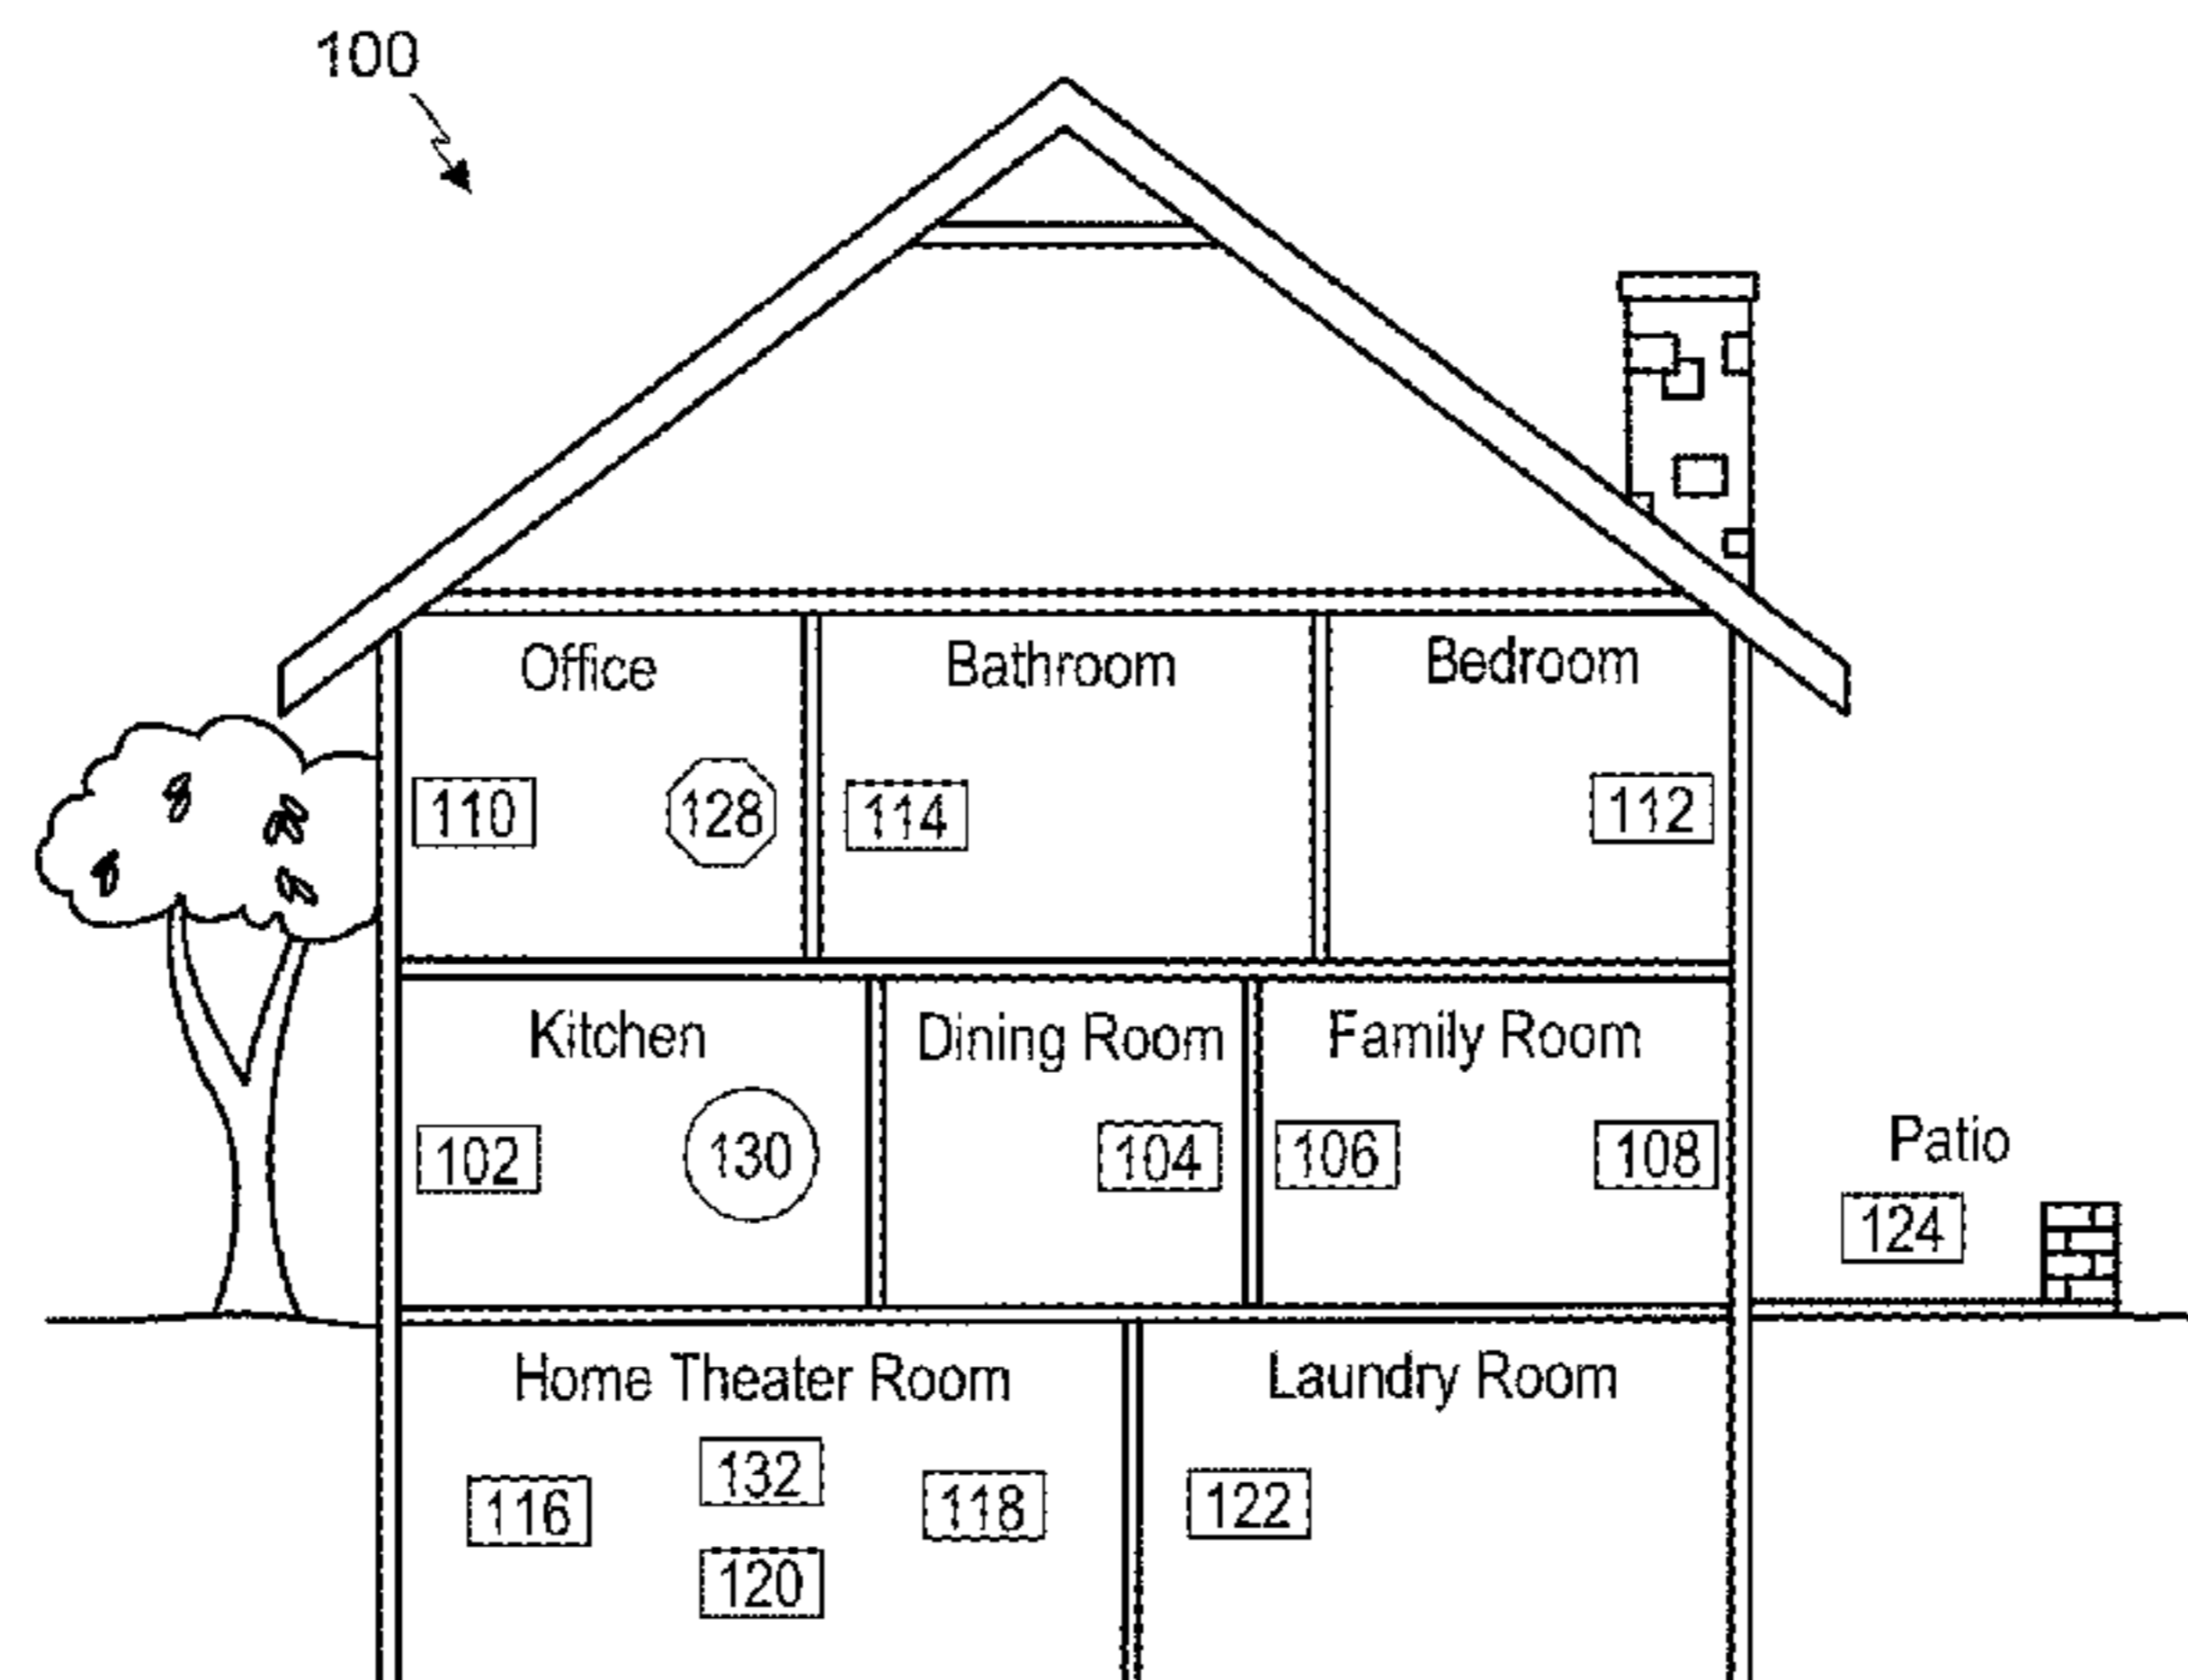 100
Office
Bathroom
Bedroom
110
128
114
112
Kitchen
Dining Room
Family Room
102
130
104
106
108
Patio
124
Home Theater Room
Laundry Room
132
116
118
122
120